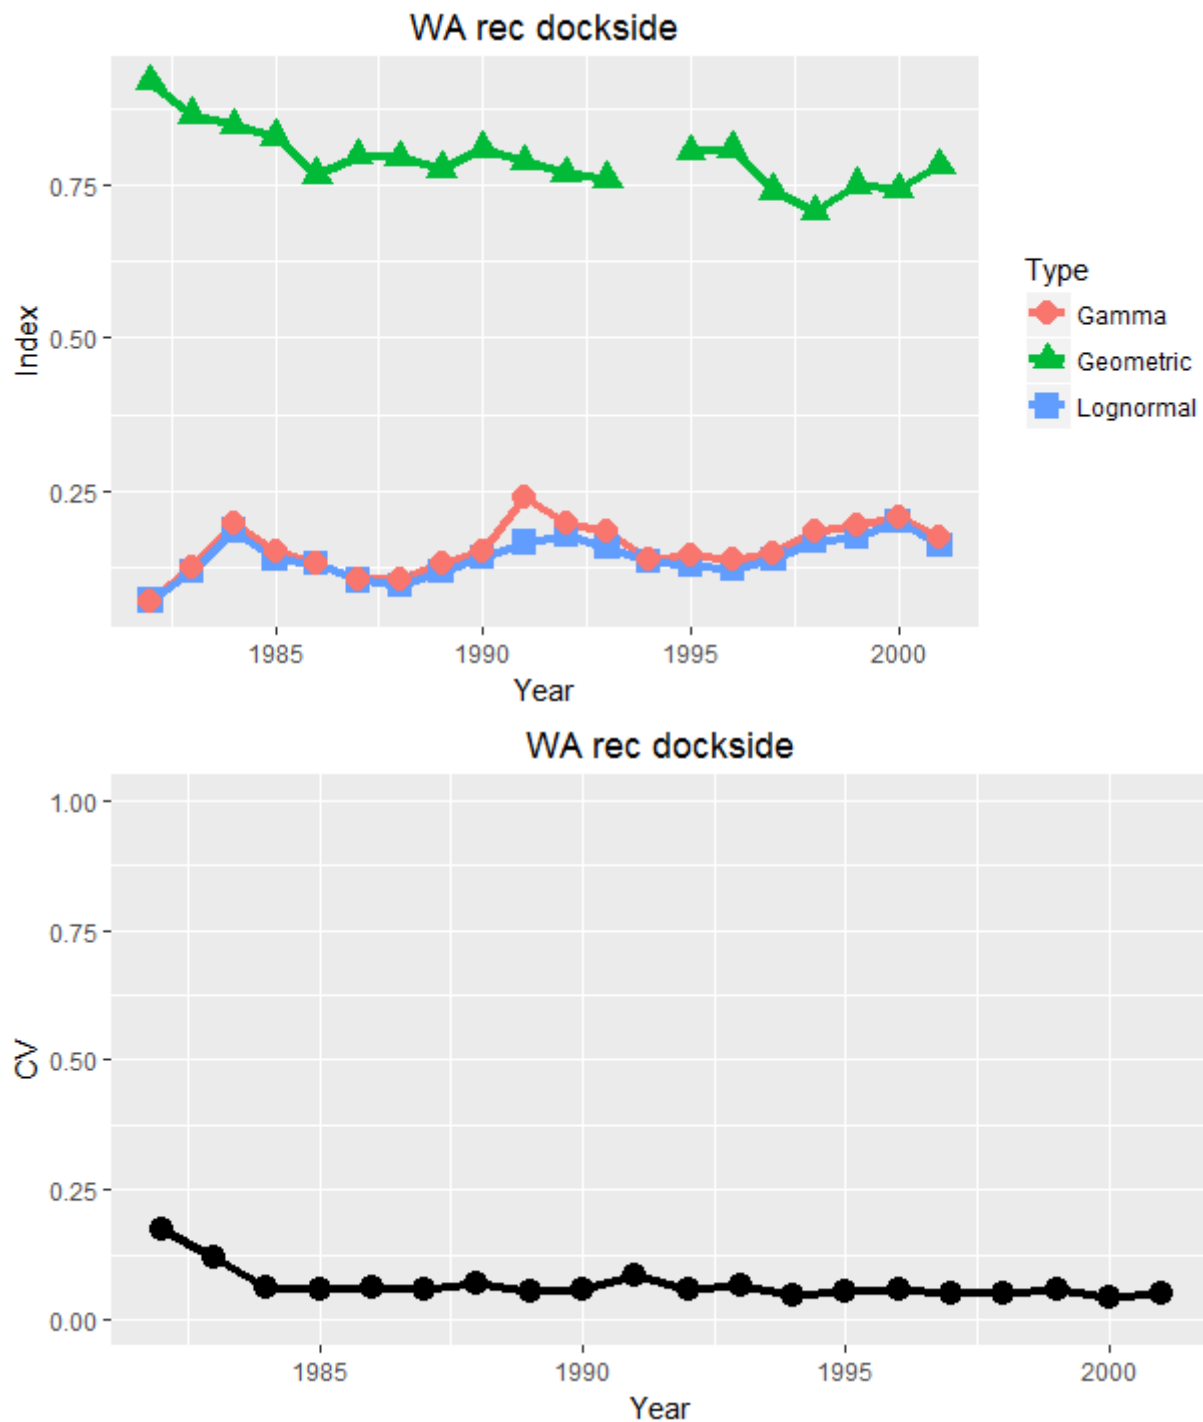 WA rec dockside
Index
0.75
0.50
0.25
1985 1990 1995 2000
Year
Type
Gamma
Geometric
Lognormal
WA rec dockside
CV
1.00
0.75
0.50
0.25
0.00
1985 1990 1995 2000
Year